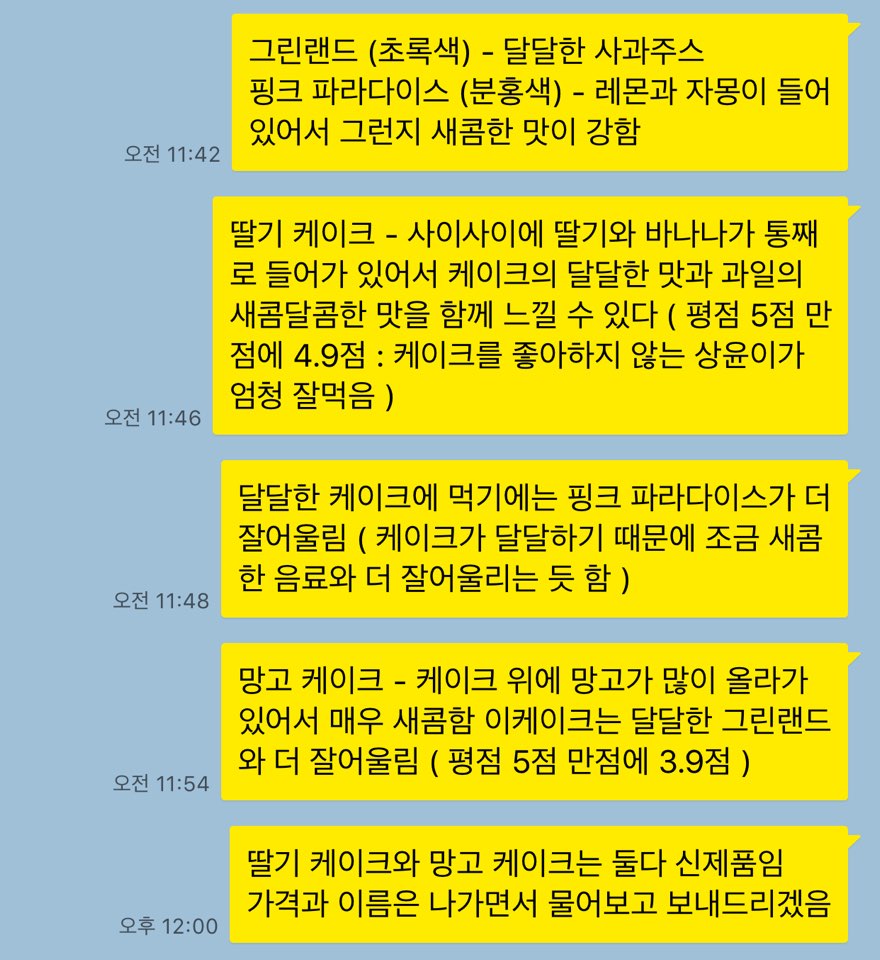 그린랜드 (초록색) - 달달한 사과주스
핑크 파라다이스 (분홍색) - 레몬과 자몽이 들어
있어서 그런지 새콤한 맛이 강함
오전 11:42
딸기 케이크 - 사이사이에 딸기와 바나나가 통째
로 들어가 있어서 케이크의 달달한 맛과 과일의
새콤달콤한 맛을 함께 느낄 수 있다 ( 평점 5점 만
점에 4.9점 : 케이크를 좋아하지 않는 상윤이가
엄청 잘먹음 )
오전 11:46
달달한 케이크에 먹기에는 핑크 파라다이스가 더
잘어울림 ( 케이크가 달달하기 때문에 조금 새콤
한 음료와 더 잘어울리는 듯 함 )
오전 11:48
망고 케이크 - 케이크 위에 망고가 많이 올라가
있어서 매우 새콤함 이케이크는 달달한 그린랜드
와 더 잘어울림 ( 평점 5점 만점에 3.9점 )
오전 11:54
딸기 케이크와 망고 케이크는 둘다 신제품임
가격과 이름은 나가면서 물어보고 보내드리겠음
오후 12:00